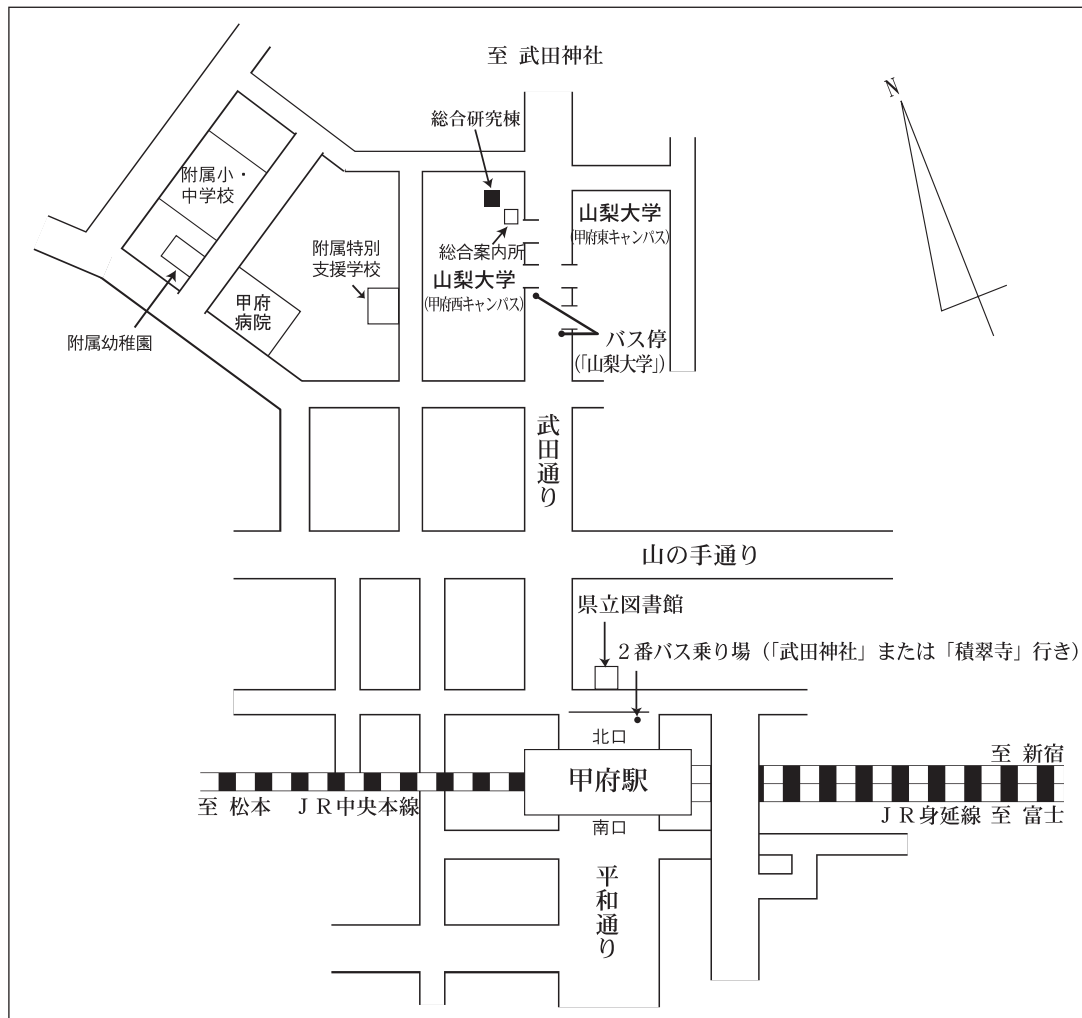 至 武田神社
N
総合研究棟
附属小・
中学校
山梨大学
(甲府東キャンパス)
附属特別
支援学校
総合案内所
山梨大学
(甲府西キャンパス)
甲府
病院
附属幼稚園
バス停
(「山梨大学」)
武田通り
山の手通り
県立図書館
２番バス乗り場（「武田神社」または「積翠寺」行き）
北口
甲府駅
至 新宿
至 松本 ＪＲ中央本線
ＪＲ身延線 至 富士
南口
平和通り